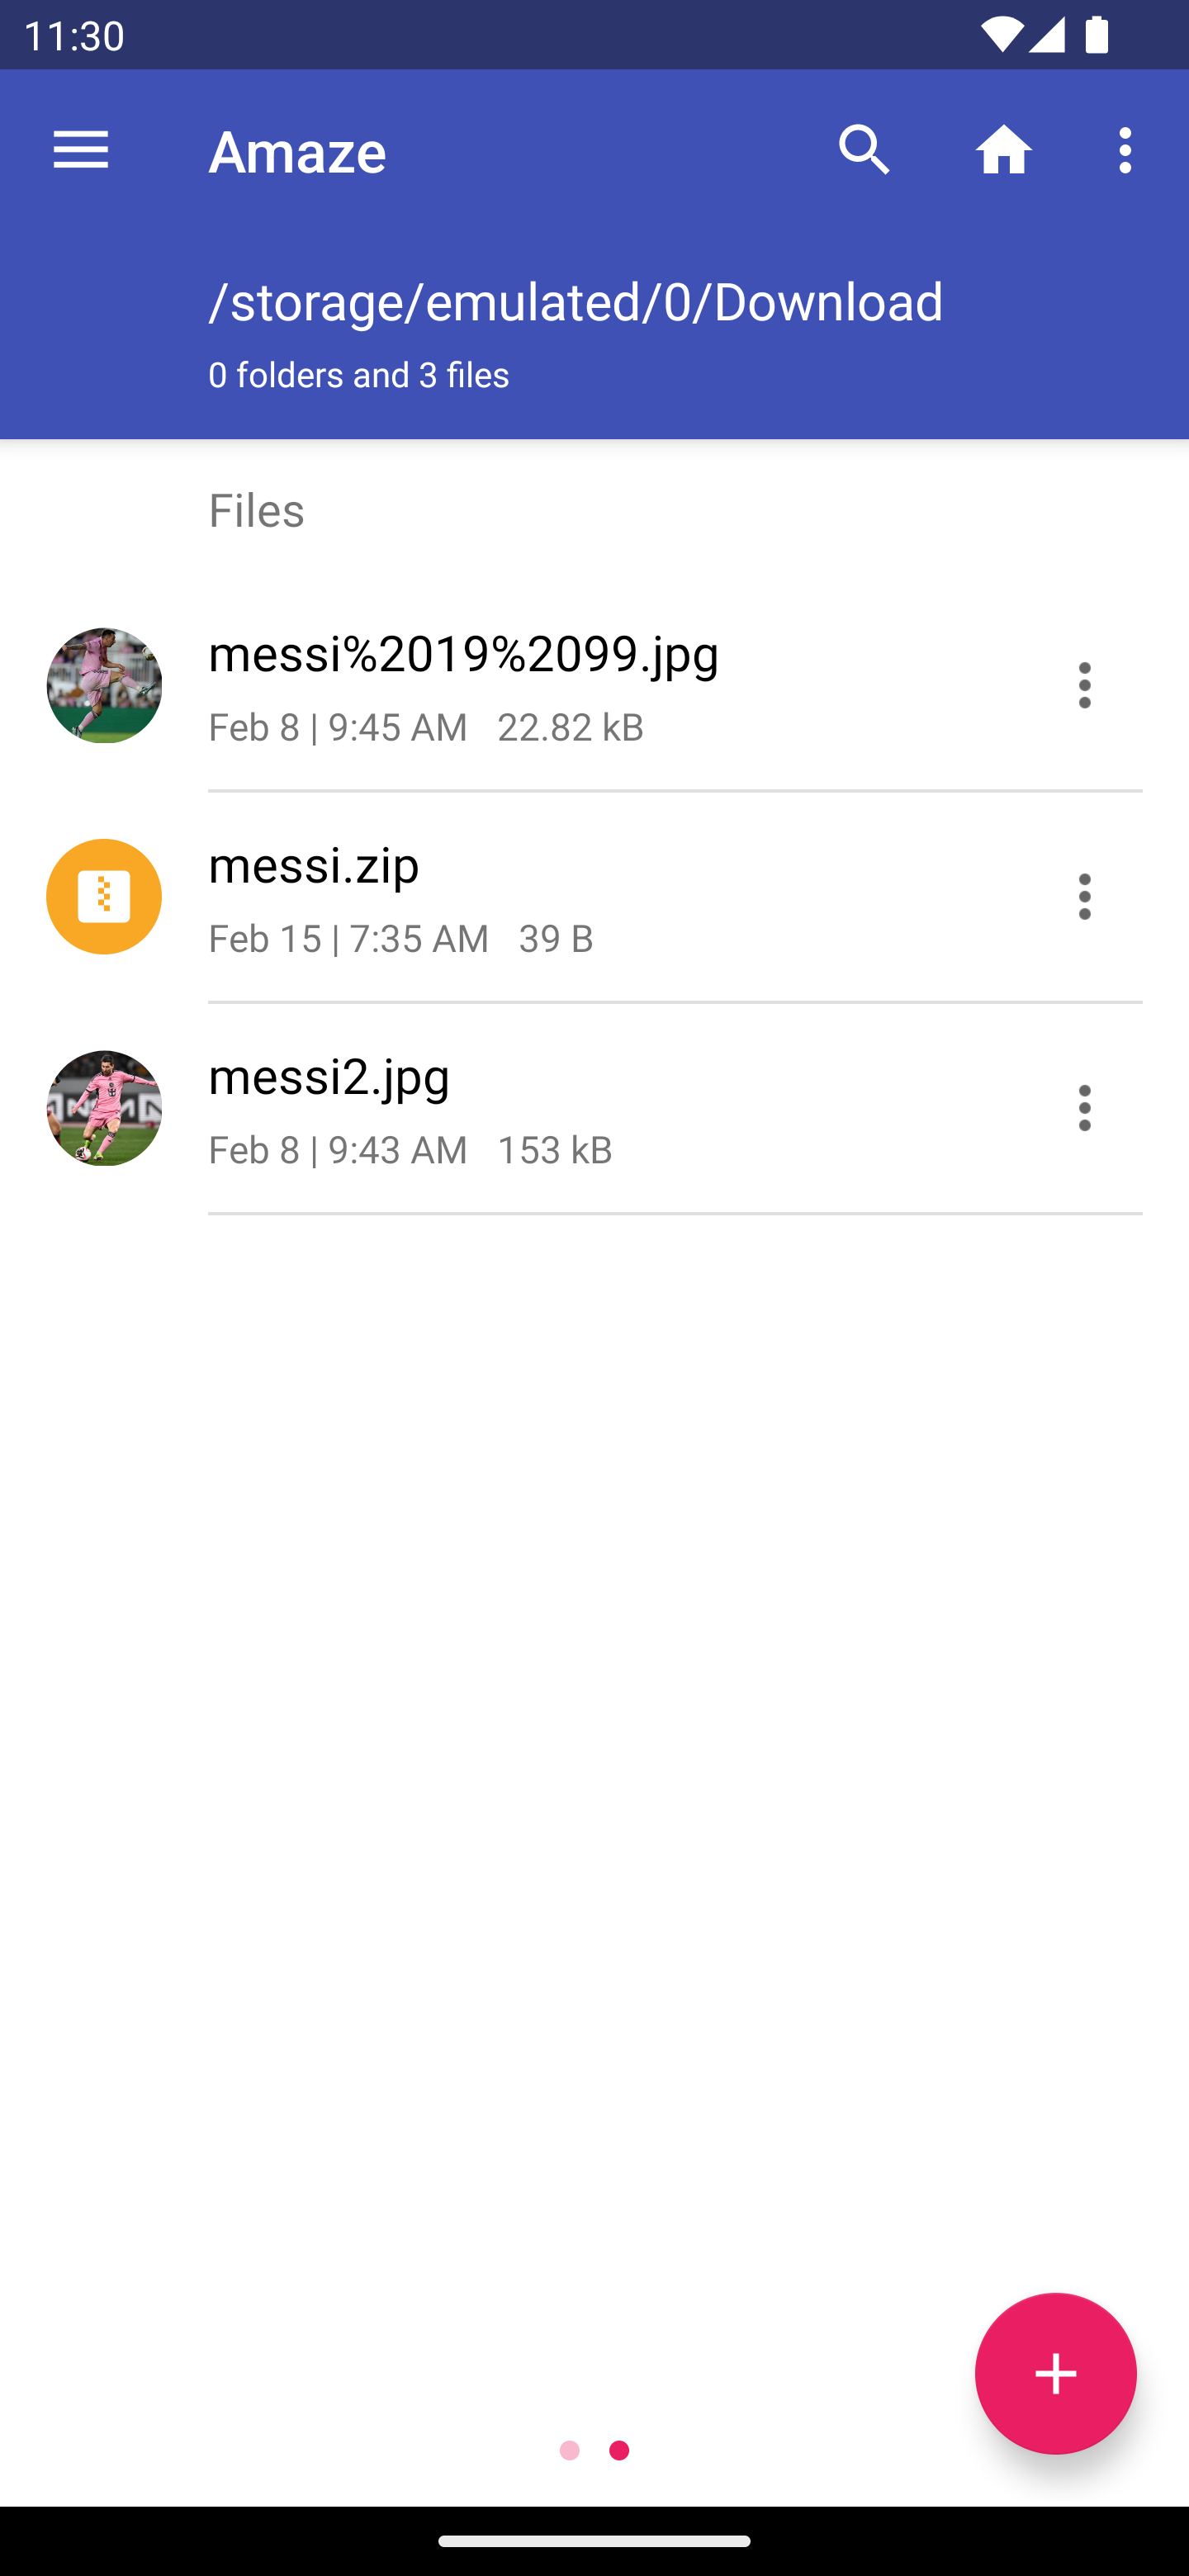 11:30
Amaze
/storage/emulated/0/Download
0 folders and 3 files
Files
messi%2019%2099.jpg
Feb 8 | 9:45 AM 22.82 kB
messi.zip
Feb 15 | 7:35 AM 39 B
messi2.jpg
Feb 8 | 9:43 AM 153 kB